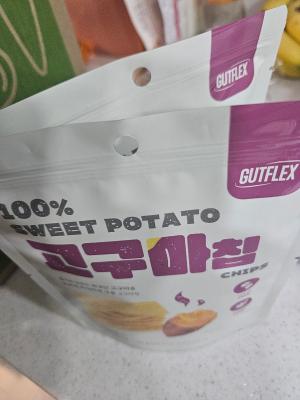 GUTFLEX
GUTFLEX
100%
SWEET POTATO
고구마칩
CHIPS